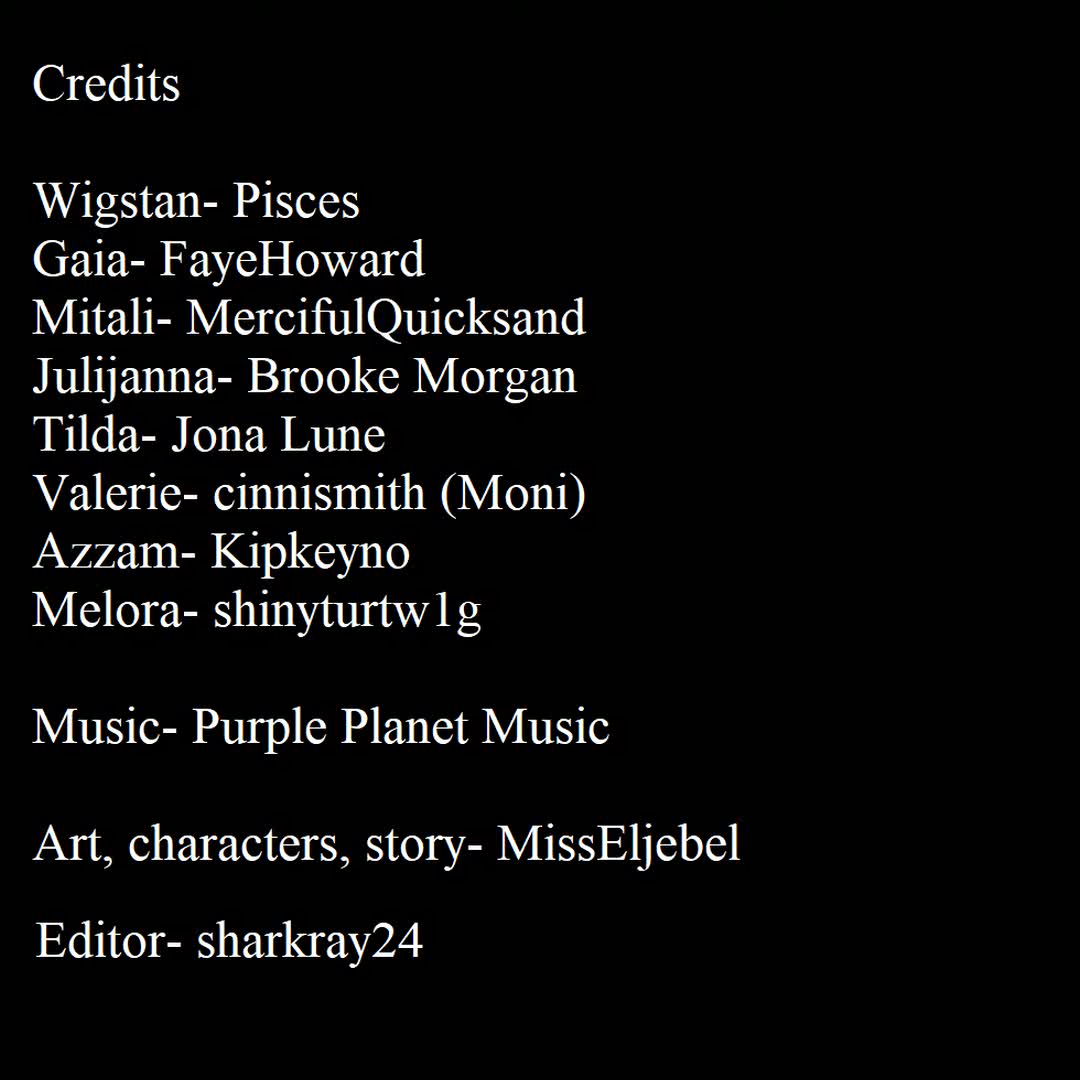 Credits
Wigstan- Pisces
Gaia- FayeHoward
Mitali- MercifulQuicksand
Julijanna- Brooke Morgan
Tilda- Jona Lune
Valerie- cinnismith (Moni)
Azzam- Kipkeyno
Melora- shinyturtw1g
Music- Purple Planet Music
Art, characters, story- MissEljebel
Editor- sharkray24